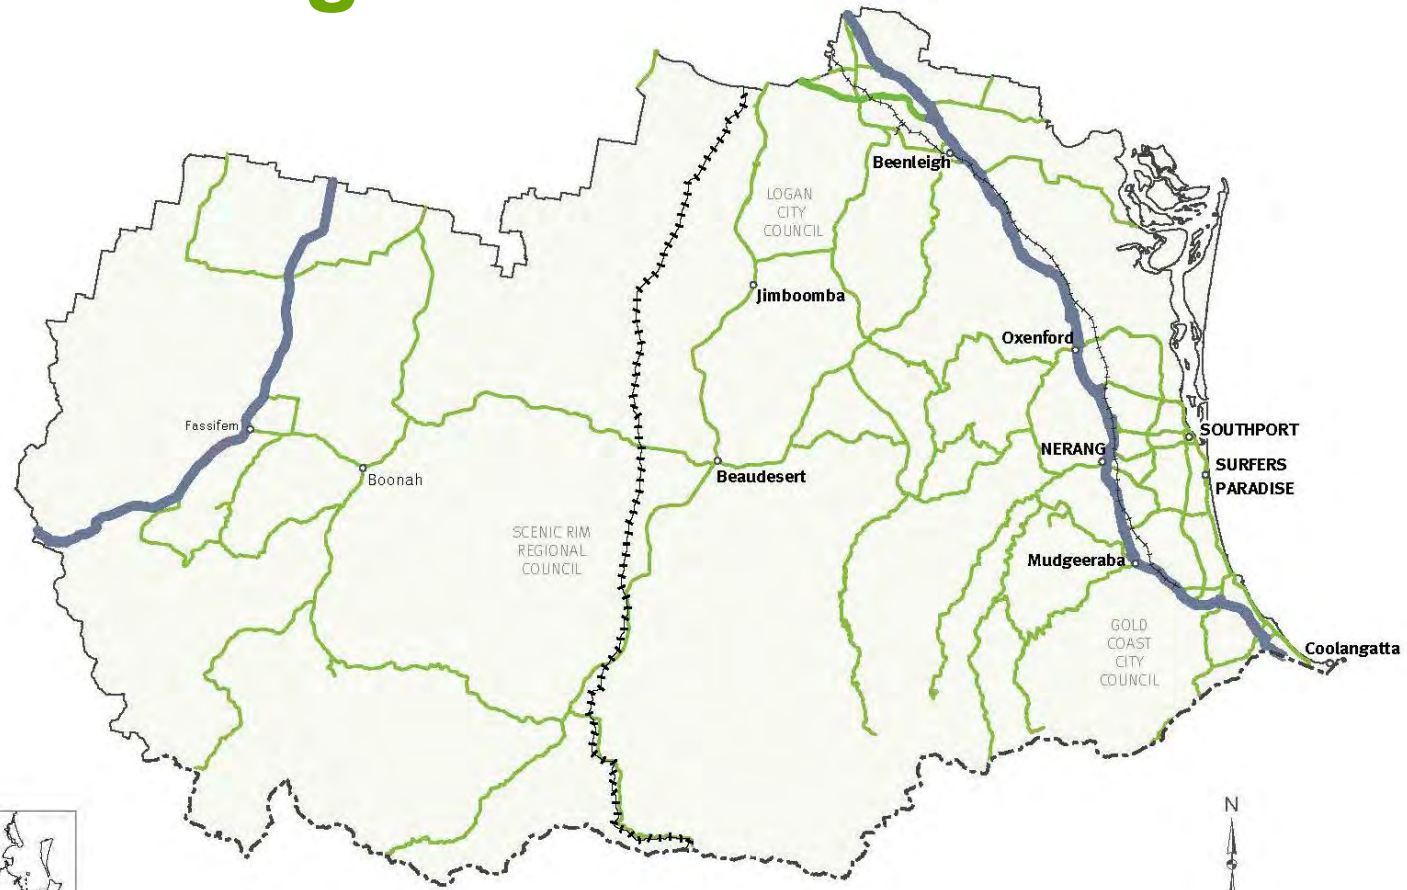 Beenleigh
LOGAN
CITY
COUNCIL
Jimboomba
Oxenford
Fassifern
Boonah
SOUTHPORT
NERANG
SURFERS
PARADISE
Beaudesert
SCENIC RIM
REGIONAL
COUNCIL
Mudgeeraba
GOLD
COAST
CITY
COUNCIL
Coolangatta
N